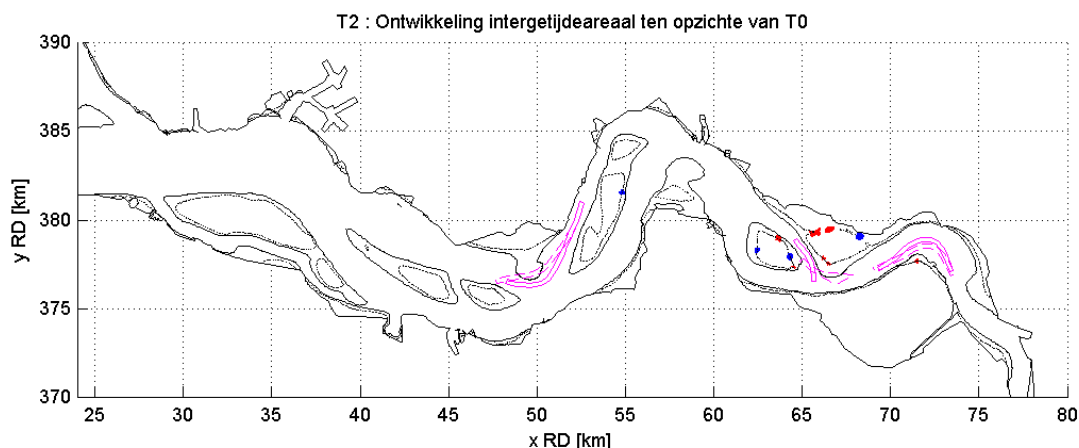 T2 : Ontwikkeling intergetijdeareaal ten opzichte van T0
390
385
380
375
370
y RD [km]
24 25 30 35 40 45 50 55 60 65 70 75 80
x RD [km]